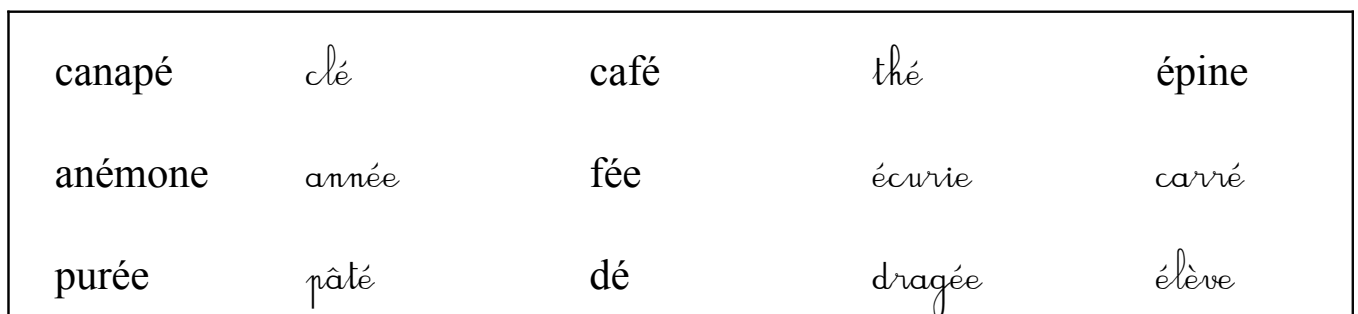 canapé clé café thé épine
anémone année fée écurie carré
purée pâté dé dragée élève